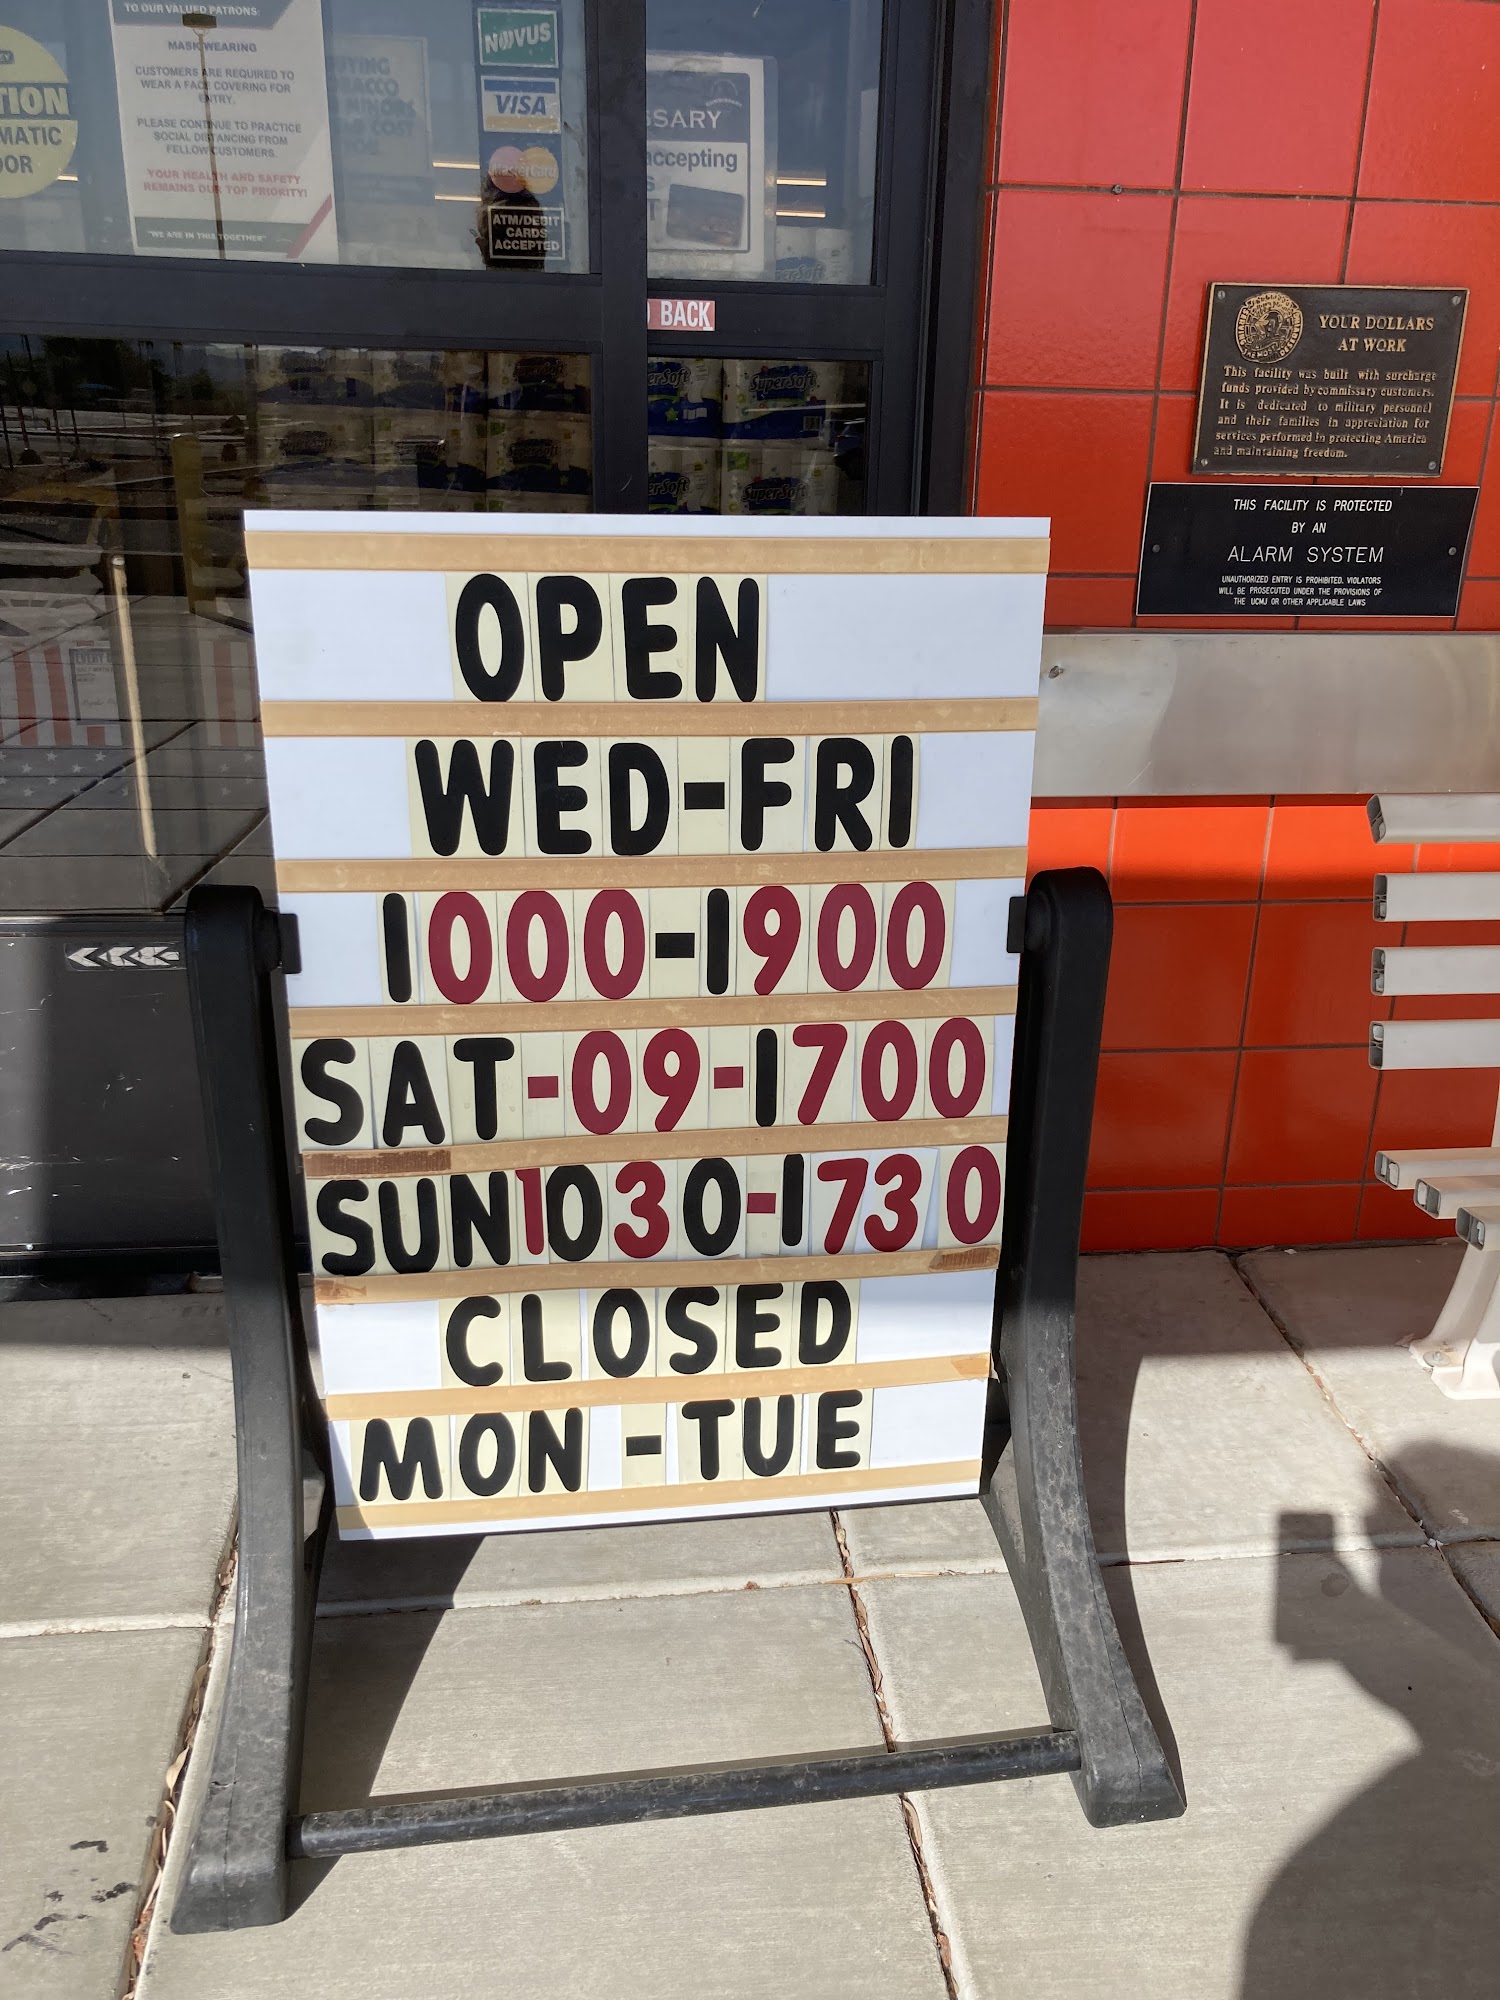 TO OUR VALUED PATRONS:
MASK WEARING
CUSTOMERS ARE REQUIRED TO
WEAR A FACE COVERING FOR
ENTRY.
PLEASE CONTINUE TO PRACTICE
SOCIAL DISTANCING FROM
FELLOW CUSTOMERS.
YOUR HEALTH AND SAFETY
REMAINS OUR TOP PRIORITY!
"WE ARE IN THIS TOGETHER"
TION
MATIC
OOR
NOVUS
VISA
MasterCard
ATM/DEBIT
CARDS
ACCEPTED
SSARY
accepting
BACK
SuperSoft
YOUR DOLLARS
AT WORK
This facility was built with surcharge
funds provided by commissary customers.
It is dedicated to military personnel
and their families in appreciation for
services performed in protecting America
and maintaining freedom.
THIS FACILITY IS PROTECTED
BY AN
ALARM SYSTEM
UNAUTHORIZED ENTRY IS PROHIBITED. VIOLATORS
WILL BE PROSECUTED UNDER THE PROVISIONS OF
THE UCMJ OR OTHER APPLICABLE LAWS
OPEN
WED-FRI
1000-1900
SAT-09-1700
SUN1030-1730
CLOSED
MON-TUE